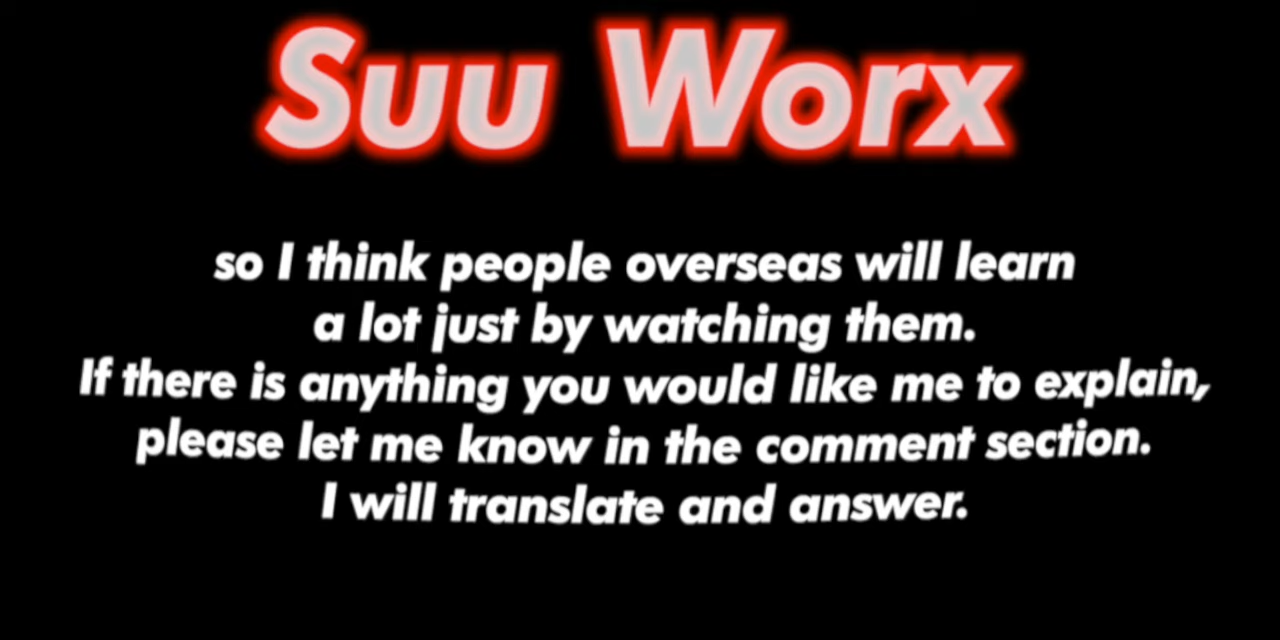 Suu Worx
so I think people overseas will learn
a lot just by watching them.
If there is anything you would like me to explain,
please let me know in the comment section.
I will translate and answer.